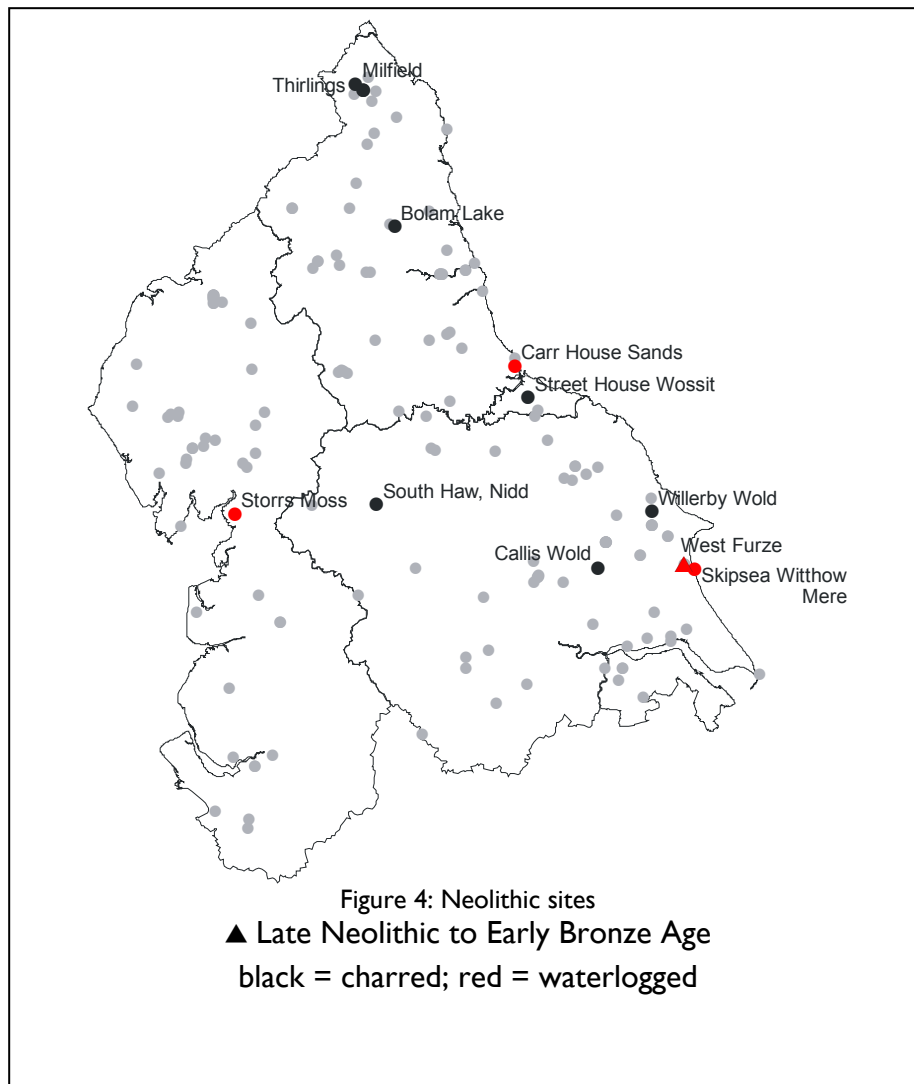 Milfield
Thirlings
Bolam Lake
Carr House Sands
Street House Wossit
Storrs Moss
South Haw, Nidd
Willerby Wold
West Furze
Callis Wold
Skipsea Witthow
Mere
Figure 4: Neolithic sites
▲ Late Neolithic to Early Bronze Age
black = charred; red = waterlogged